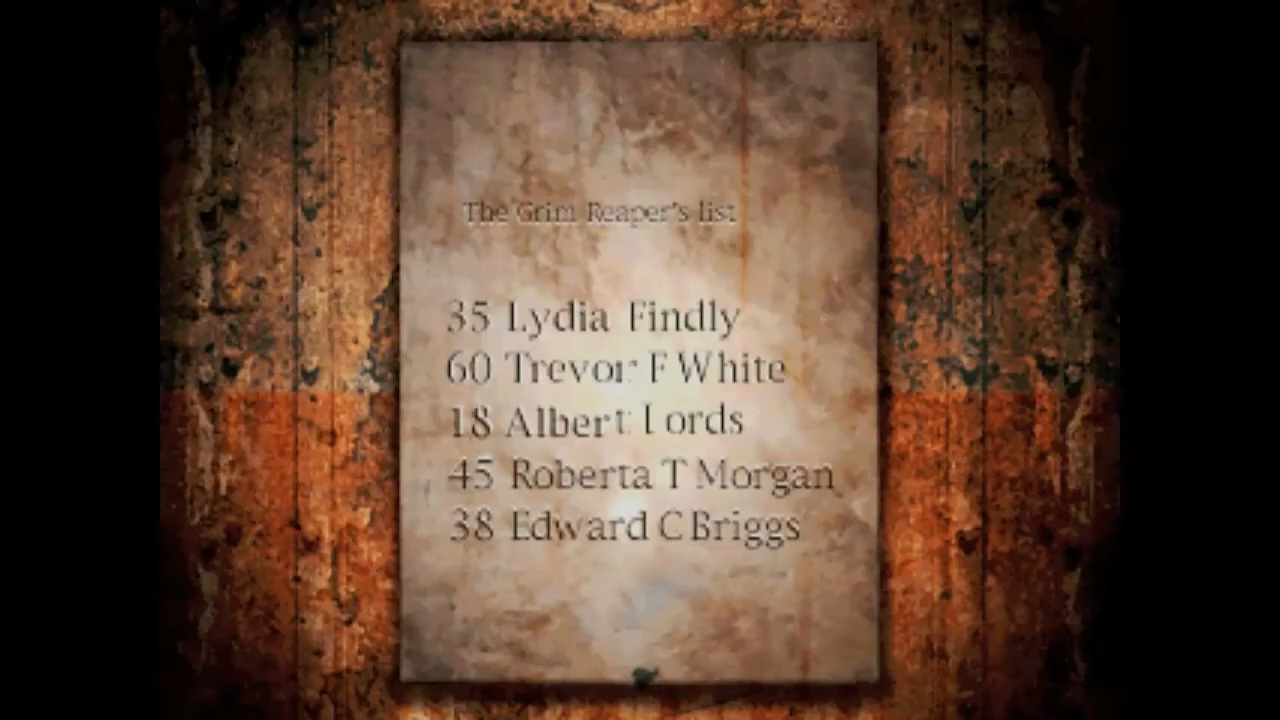 The Grim Reaper's list
35 Lydia Findly
60 Trevor F White
18 Albert Lords
45 Roberta T Morgan
38 Edward C Briggs